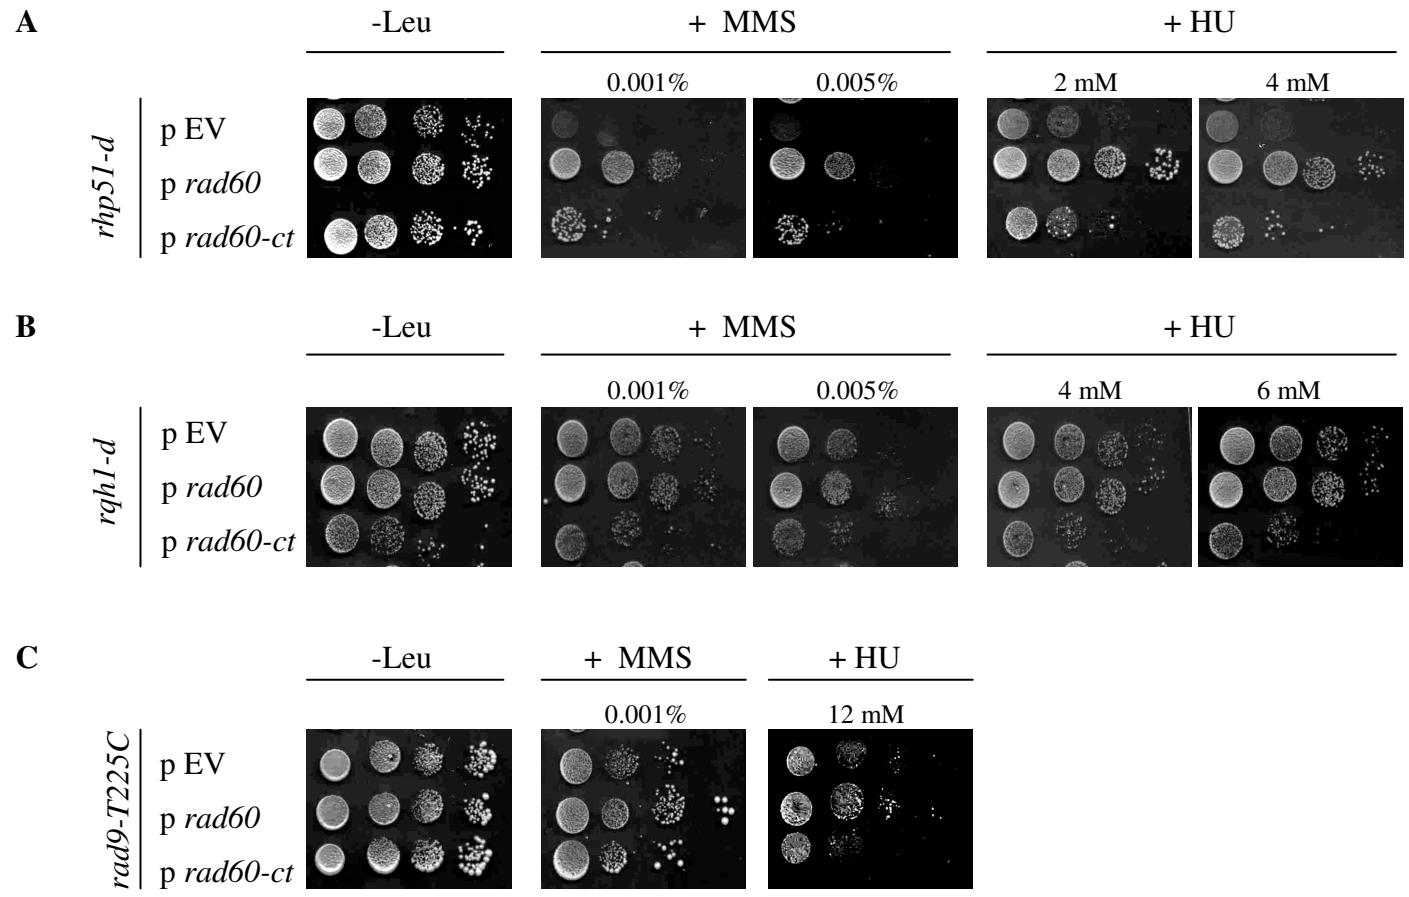 A
-Leu
+ MMS
+ HU
0.001%
0.005%
2 mM
4 mM
rhp51-d
p EV
p rad60
p rad60-ct
B
-Leu
+ MMS
+ HU
0.001%
0.005%
4 mM
6 mM
rqh1-d
p EV
p rad60
p rad60-ct
C
-Leu
+ MMS
+ HU
0.001%
12 mM
rad9-T225C
p EV
p rad60
p rad60-ct